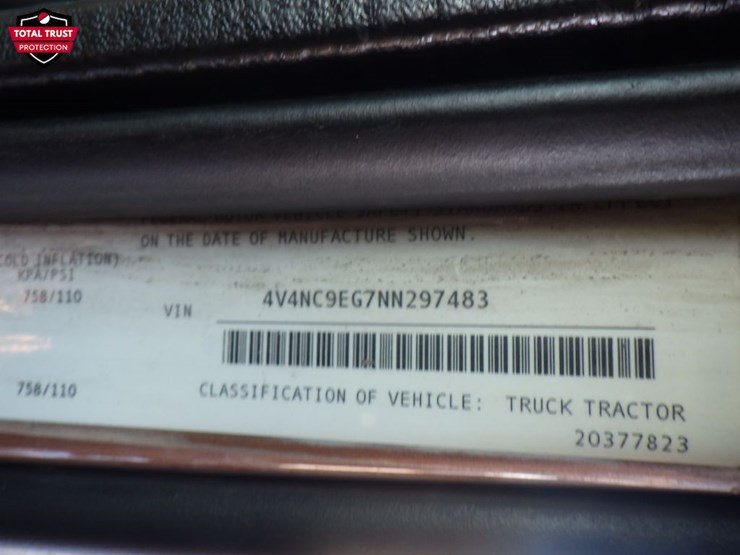 TOTAL TRUST
PROTECTION
ON THE DATE OF MANUFACTURE SHOWN.
COLD INFLATION)
KPA/PSI
758/110
VIN
4V4NC9EG7NN297483
758/110
CLASSIFICATION OF VEHICLE: TRUCK TRACTOR
20377823